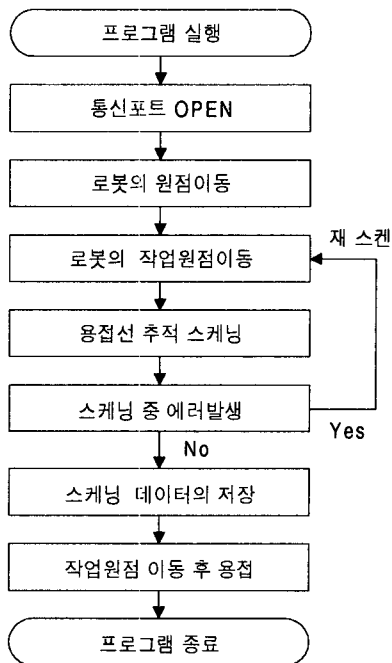 프로그램 실행
통신포트 OPEN
로봇의 원점이동
재 스켄
로봇의 작업원점이동
용접선 추적 스케닝
스케닝 중 에러발생
Yes
No
스케닝 데이터의 저장
작업원점 이동 후 용접
프로그램 종료